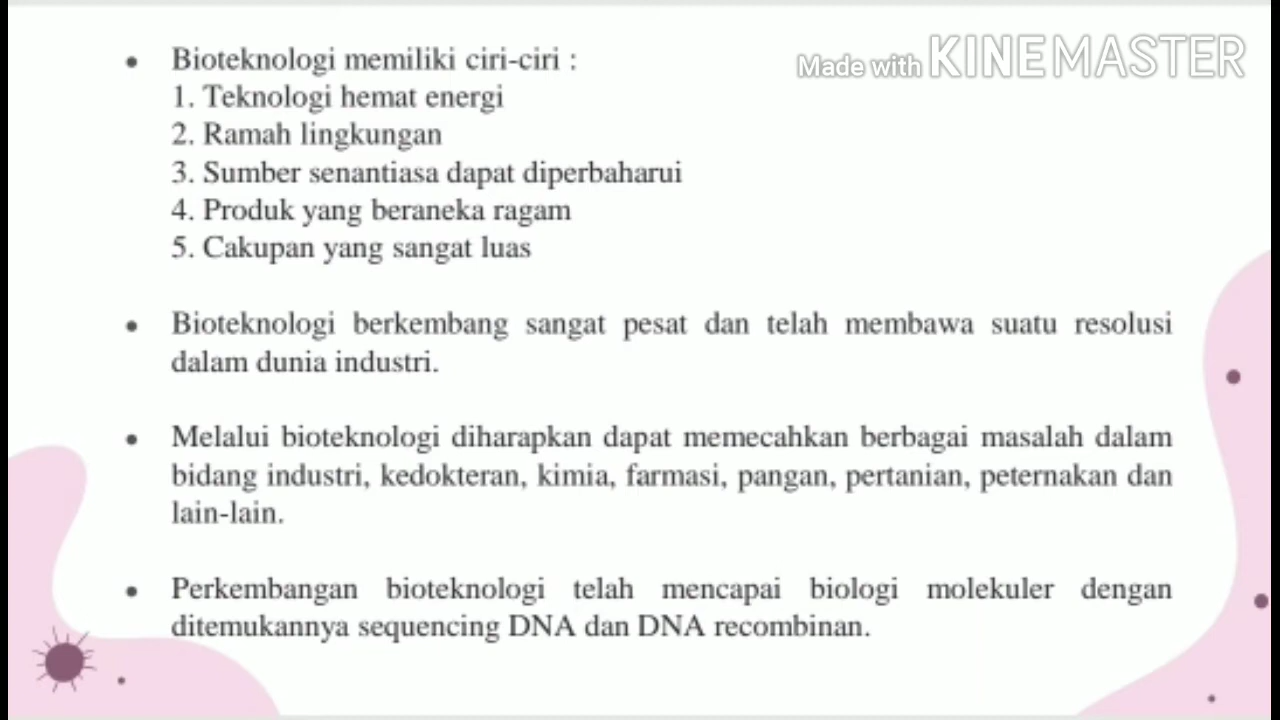 Made with KINEMASTER
• Bioteknologi memiliki ciri-ciri :
1. Teknologi hemat energi
2. Ramah lingkungan
3. Sumber senantiasa dapat diperbaharui
4. Produk yang beraneka ragam
5. Cakupan yang sangat luas
• Bioteknologi berkembang sangat pesat dan telah membawa suatu resolusi
dalam dunia industri.
• Melalui bioteknologi diharapkan dapat memecahkan berbagai masalah dalam
bidang industri, kedokteran, kimia, farmasi, pangan, pertanian, peternakan dan
lain-lain.
• Perkembangan bioteknologi telah mencapai biologi molekuler dengan
ditemukannya sequencing DNA dan DNA recombinan.